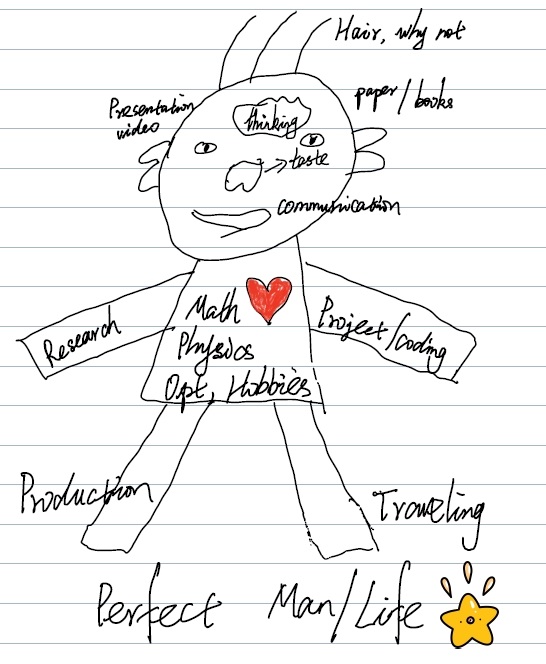 Hair, why not
paper/books
Presentation
video
thinking
taste
communication
Math
Research
Project/coding
Physics
Opt, Hobbies
Production
Traveling
Perfect Man/Life